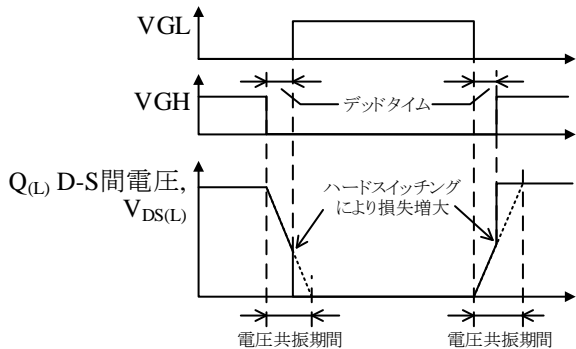 VGL
デッドタイム
VGH
Q(L) D-S間電圧,
VDS(L)
ハードスイッチング
により損失増大
電圧共振期間
電圧共振期間